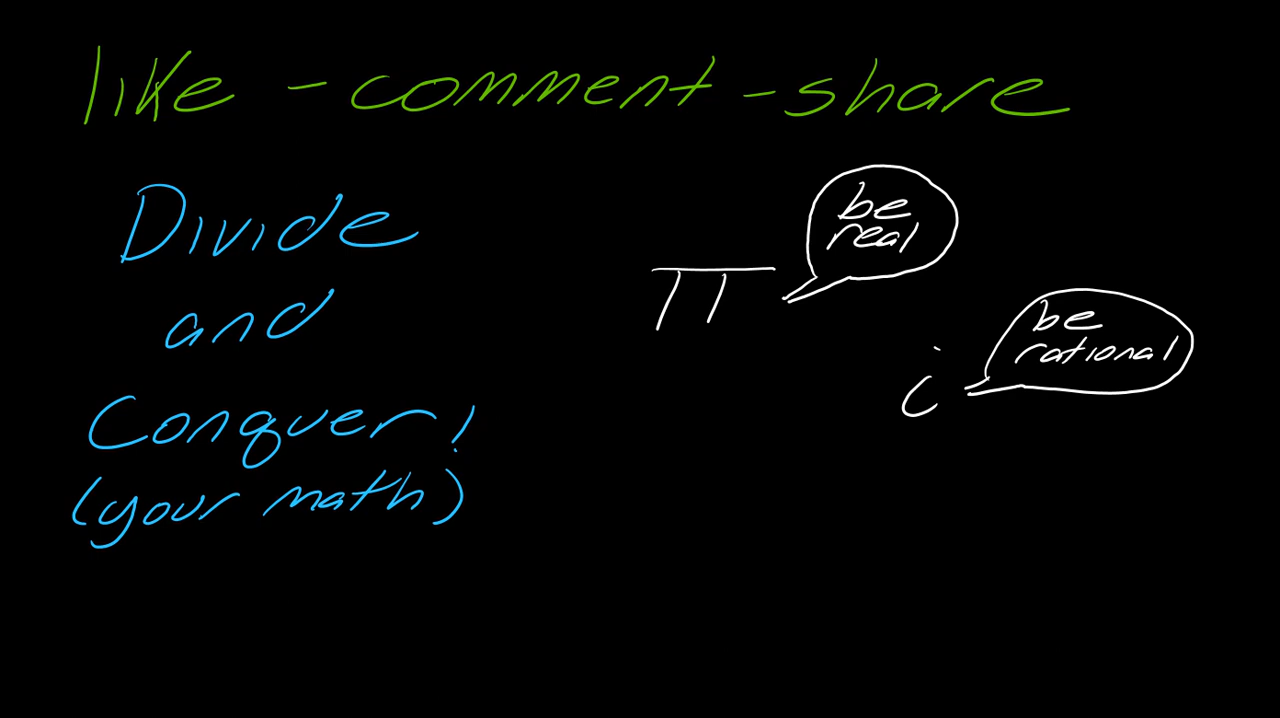 like - comment - share
Divide
and
Conquer!
(your math)
π
be
real
i
be
rational